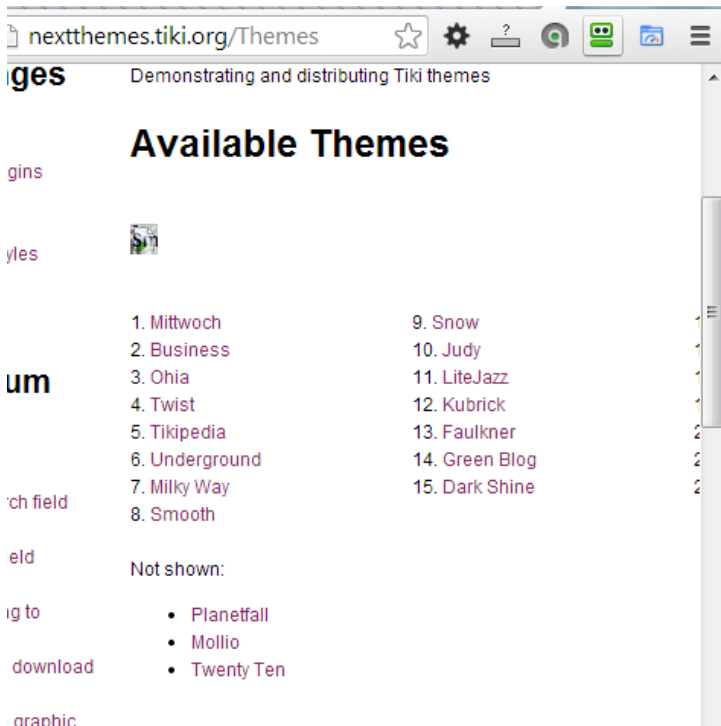 nextthemes.tiki.org/Themes
?
ges
Demonstrating and distributing Tiki themes
Available Themes
gins
yles
1. Mittwoch
2. Business
3. Ohia
4. Twist
5. Tikipedia
6. Underground
7. Milky Way
8. Smooth
9. Snow
10. Judy
11. LiteJazz
12. Kubrick
13. Faulkner
14. Green Blog
15. Dark Shine
um
rch field
eld
Not shown:
ng to
• Planetfall
• Mollio
download
• Twenty Ten
graphic